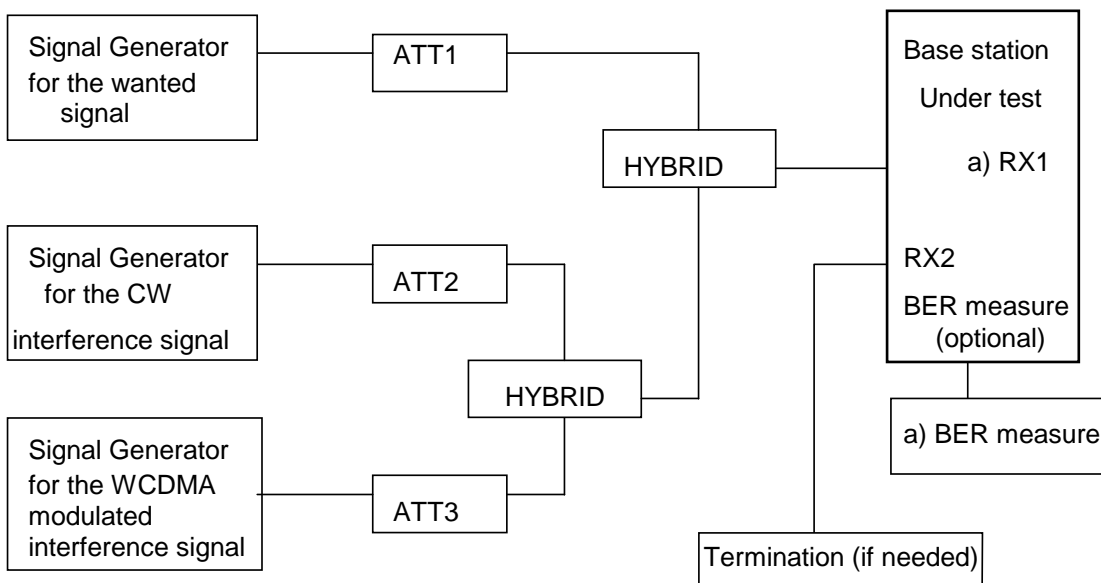 Signal Generator
for the wanted
signal
ATT1
HYBRID
Base station
Under test
a) RX1
RX2
BER measure
(optional)
Signal Generator
for the CW
interference signal
ATT2
HYBRID
Signal Generator
for the WCDMA
modulated
interference signal
ATT3
a) BER measure
Termination (if needed)